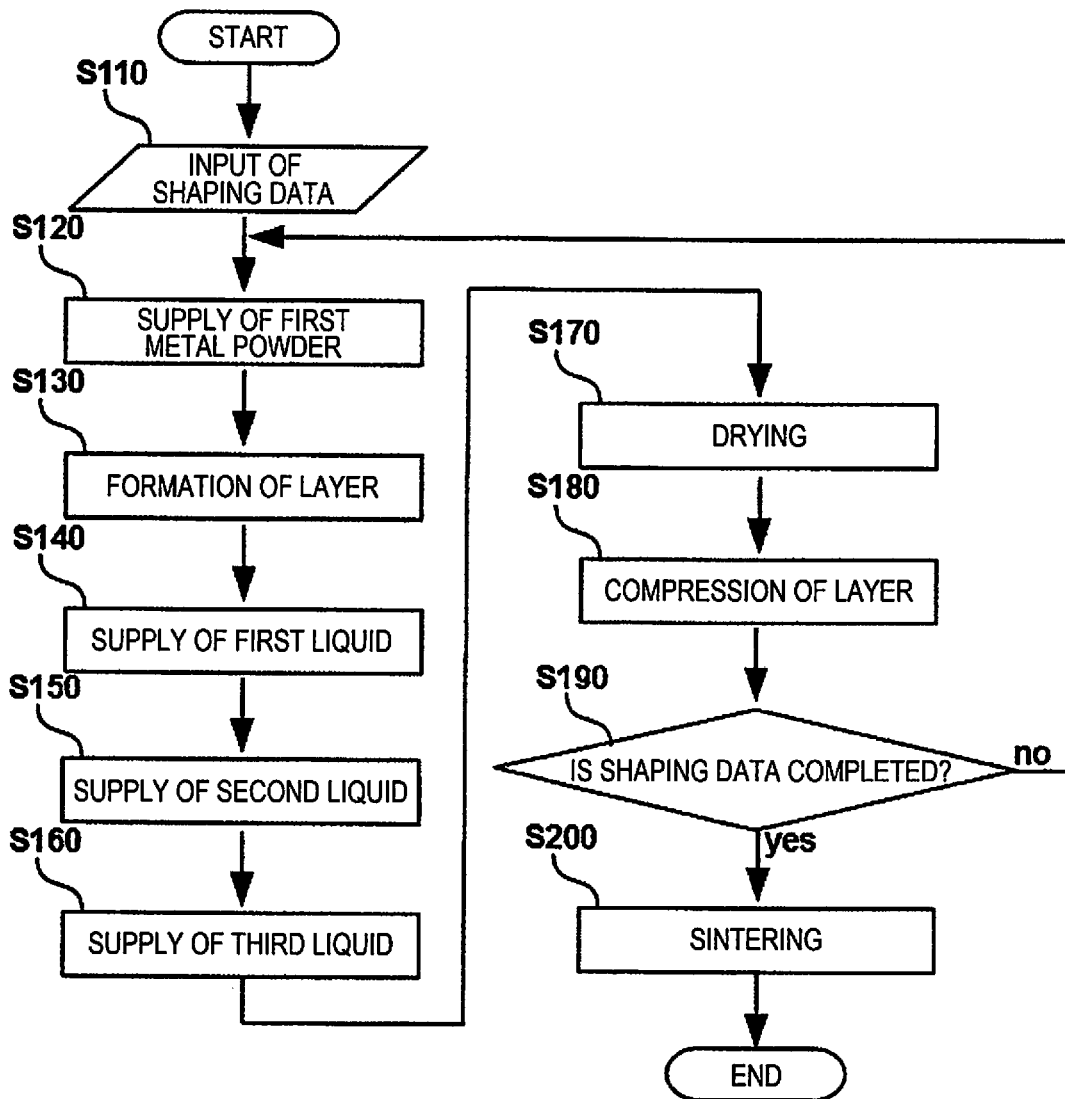 START
S110
INPUT OF
SHAPING DATA
S120
SUPPLY OF FIRST
METAL POWDER
S130
FORMATION OF LAYER
S140
SUPPLY OF FIRST LIQUID
S150
SUPPLY OF SECOND LIQUID
S160
SUPPLY OF THIRD LIQUID
S170
DRYING
S180
COMPRESSION OF LAYER
S190
IS SHAPING DATA COMPLETED?
no
yes
S200
SINTERING
END